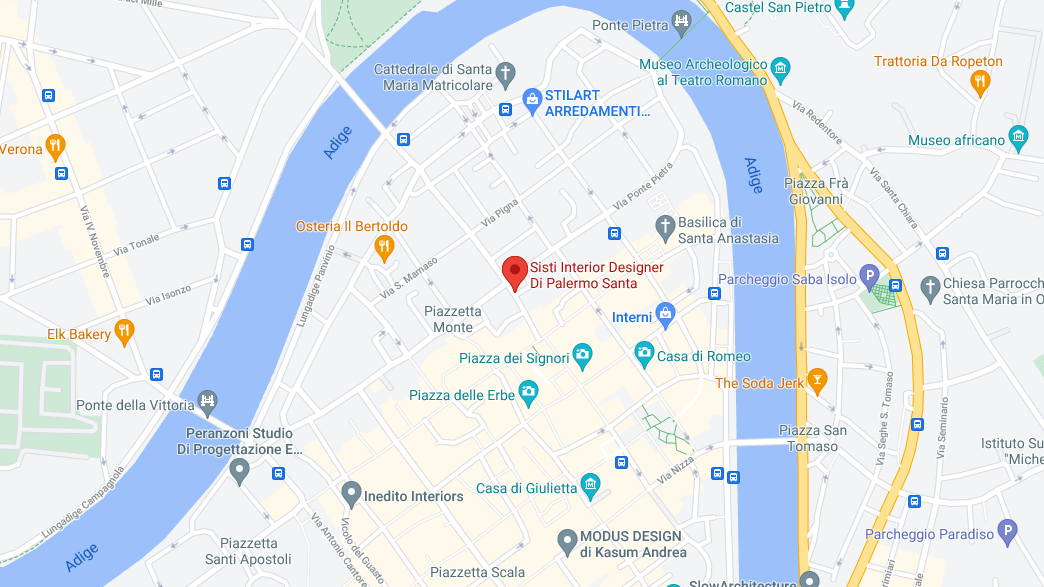 dei Mille
Castel San Pietro
Ponte Pietra
Museo Archeologico
al Teatro Romano
Trattoria Da Ropeton
Cattedrale di Santa
Maria Matricolare
STILART
ARREDAMENTI...
Via Redentore
Museo africano
Adige
Verona
Adige
Piazza Frà
Giovanni
Via Santa Chiara
Via Ponte Pietra
Via Pigna
Via IV Novembre
Osteria Il Bertoldo
Basilica di
Santa Anastasia
Via Tonale
Via S. Mamaso
Sisti Interior Designer
Di Palermo Santa
Parcheggio Saba Isolo
P
Chiesa Parrocch
Santa Maria in O
Via Isonzo
Lungadige Panvinio
Piazzetta
Monte
Interni
Elk Bakery
Piazza dei Signori
Casa di Romeo
The Soda Jerk
Piazza delle Erbe
Ponte della Vittoria
Peranzoni Studio
Di Progettazione E...
Piazza San
Tomaso
Via Seghe S. Tomaso
Via Seminario
Istituto Su
"Miche
Via Nizza
Lungadige Campagnola
Inedito Interiors
Casa di Giulietta
Via Antonio Cantore
Vicolo del Guasto
MODUS DESIGN
di Kasum Andrea
Parcheggio Paradiso
P
Adige
Piazzetta
Santi Apostoli
Piazzetta Scala
SlowArchitecture